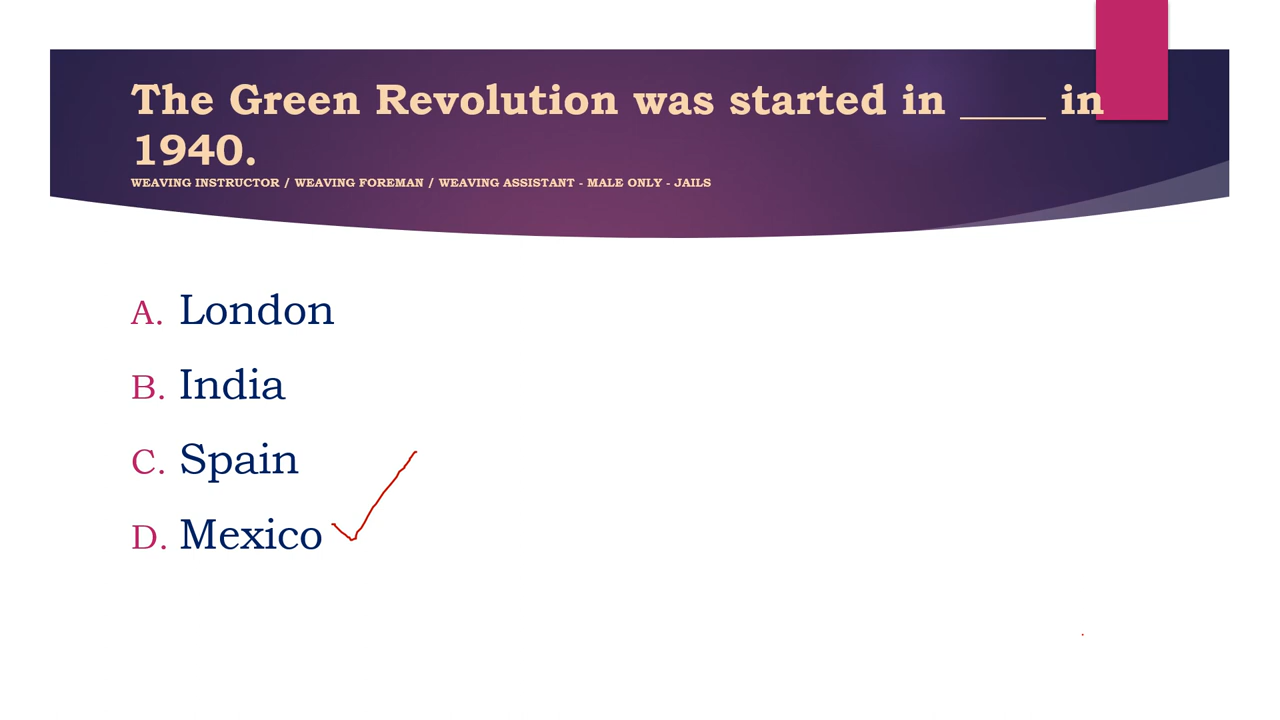 The Green Revolution was started in ____ in
1940.
WEAVING INSTRUCTOR / WEAVING FOREMAN / WEAVING ASSISTANT - MALE ONLY - JAILS
A. London
B. India
C. Spain
D. Mexico